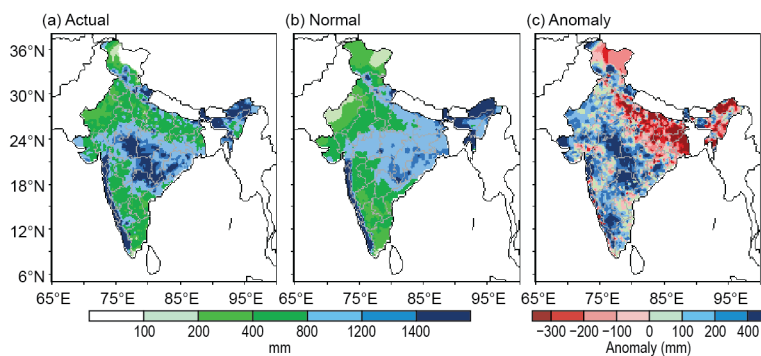 (a) Actual (b) Normal (c) Anomaly
36°N
30°N
24°N
18°N
12°N
6°N
65°E 75°E 85°E 95°E 65°E 75°E 85°E 95°E 65°E 75°E 85°E 95°E
100 200 400 800 1200 1400
mm
−300 −200 −100 0 100 200 400
Anomaly (mm)